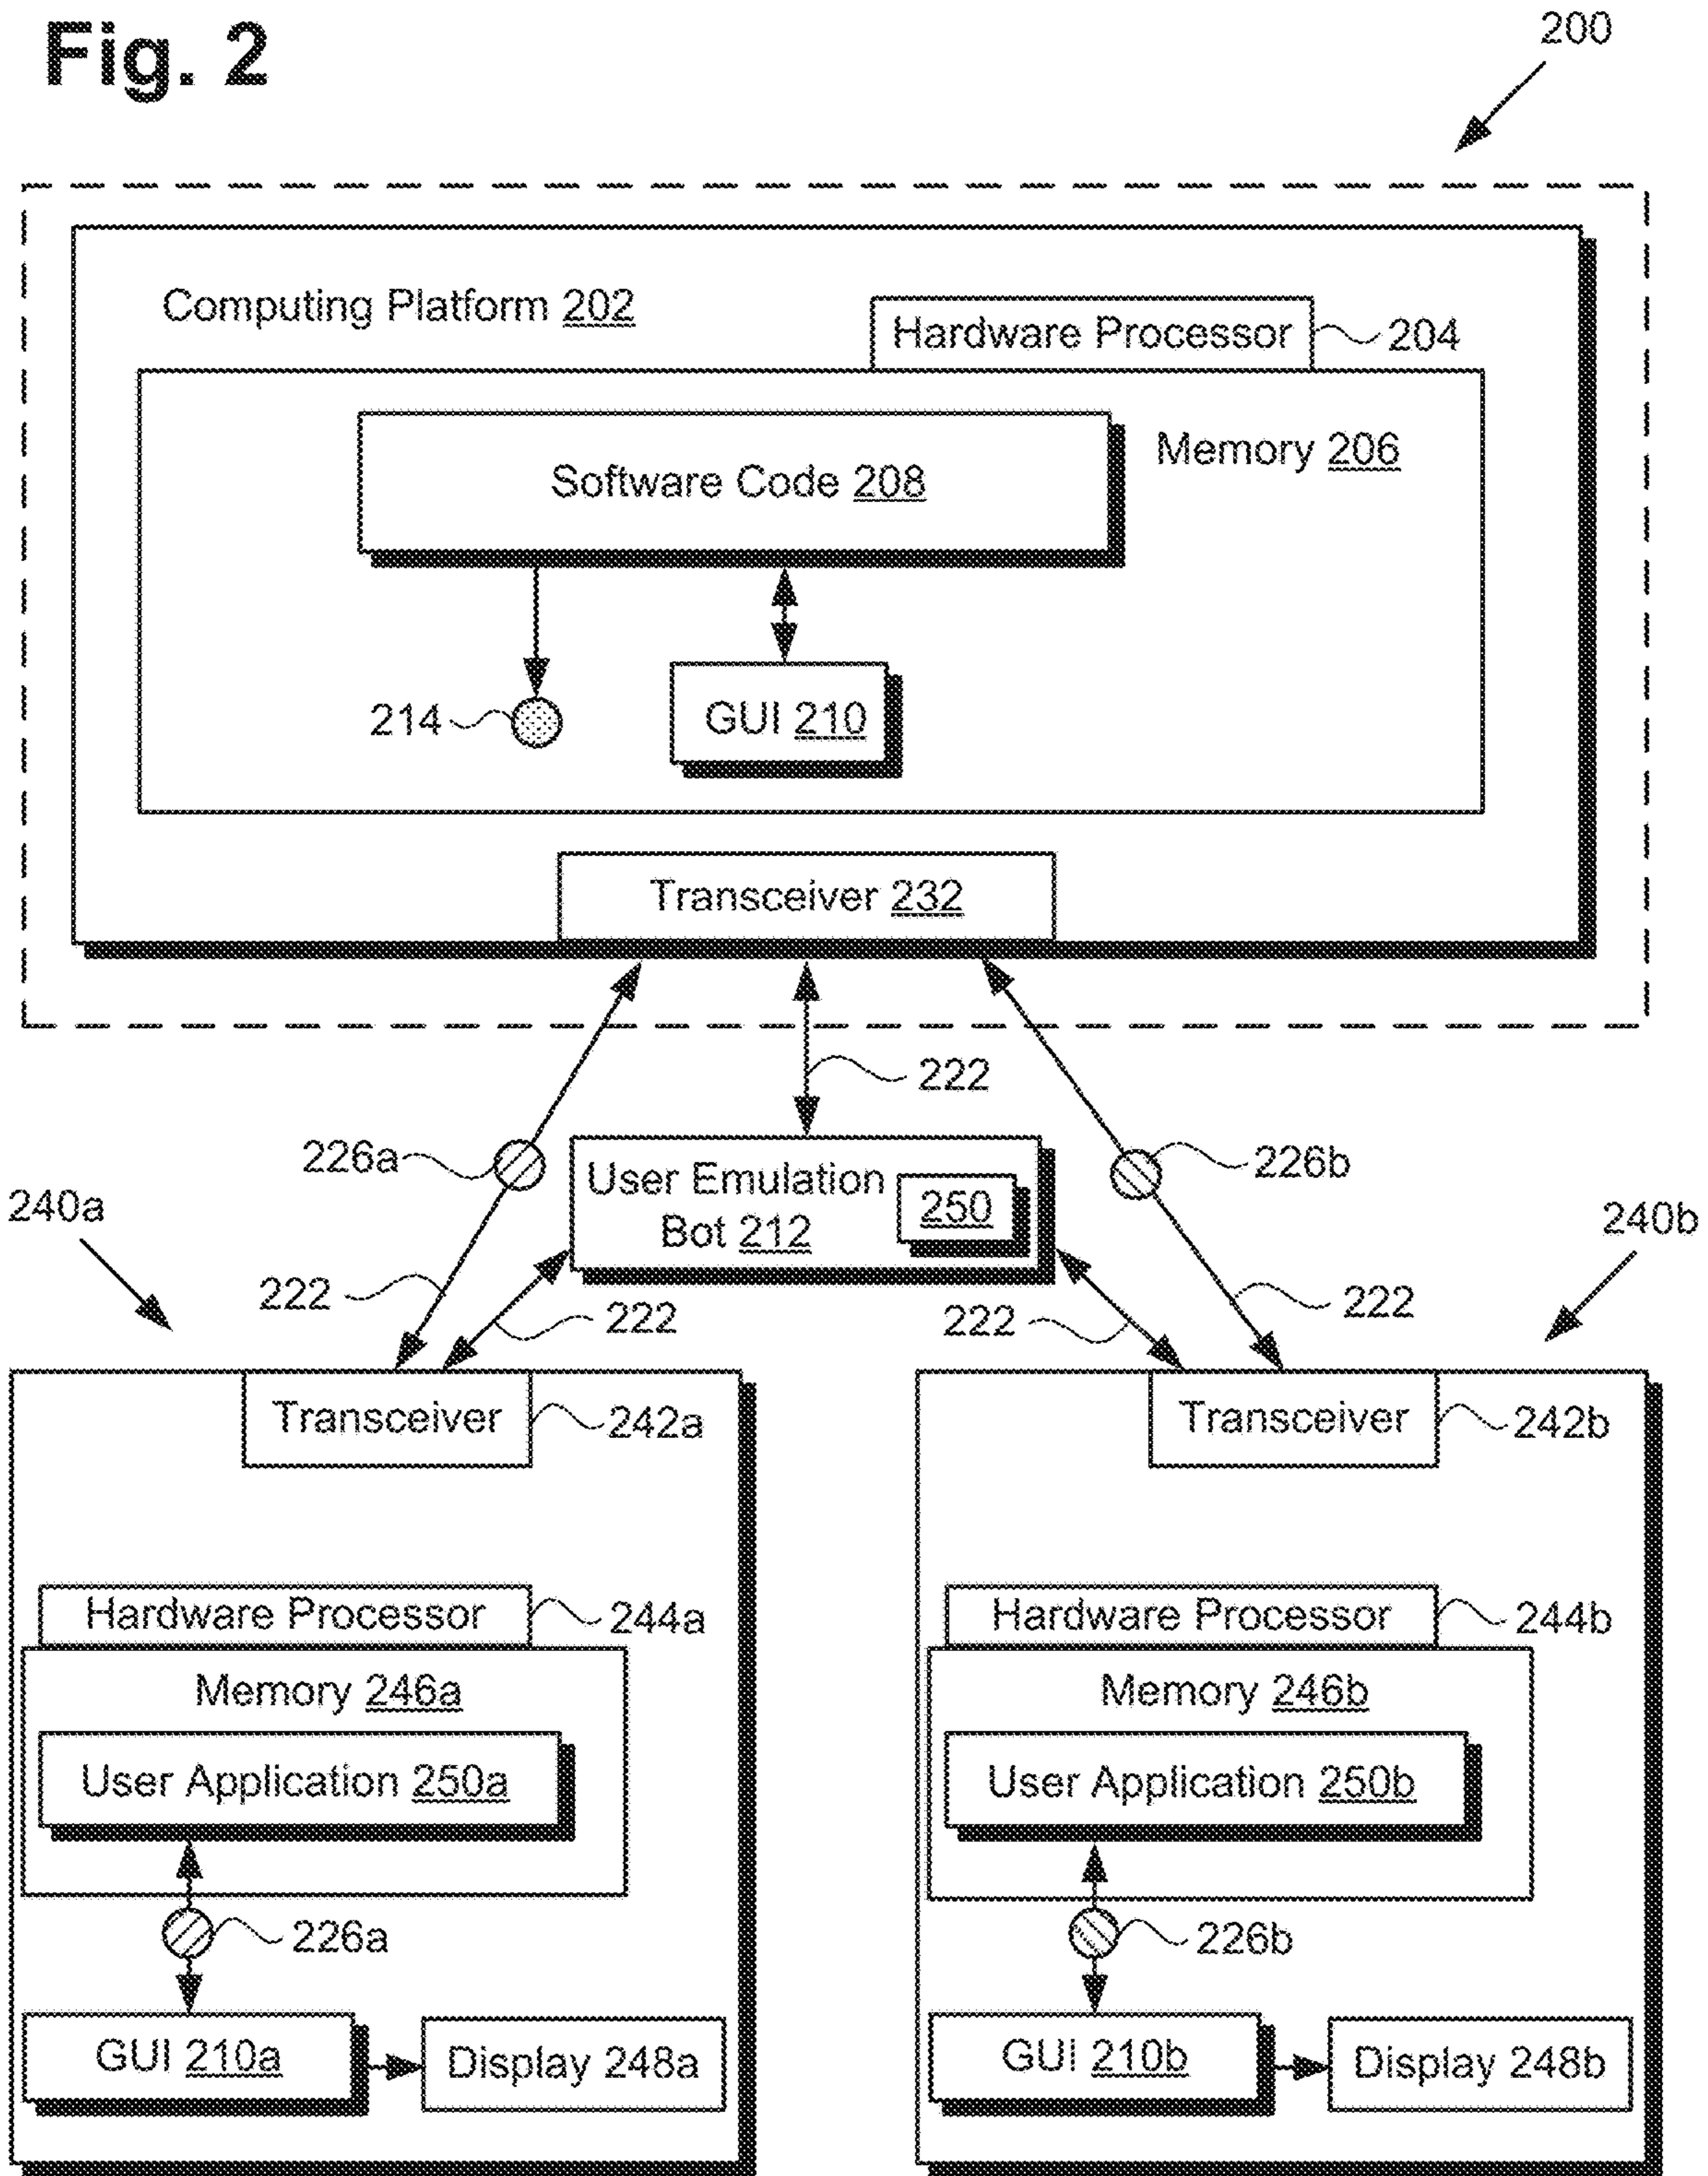 Fig. 2
200
Computing Platform 202
Hardware Processor
204
Memory 206
Software Code 208
214
GUI 210
Transceiver 232
222
226a
User Emulation
Bot 212
250
226b
240a
240b
222
222
222
222
Transceiver
242a
Transceiver
242b
Hardware Processor
244a
Hardware Processor
244b
Memory 246a
Memory 246b
User Application 250a
User Application 250b
226a
226b
GUI 210a
Display 248a
GUI 210b
Display 248b